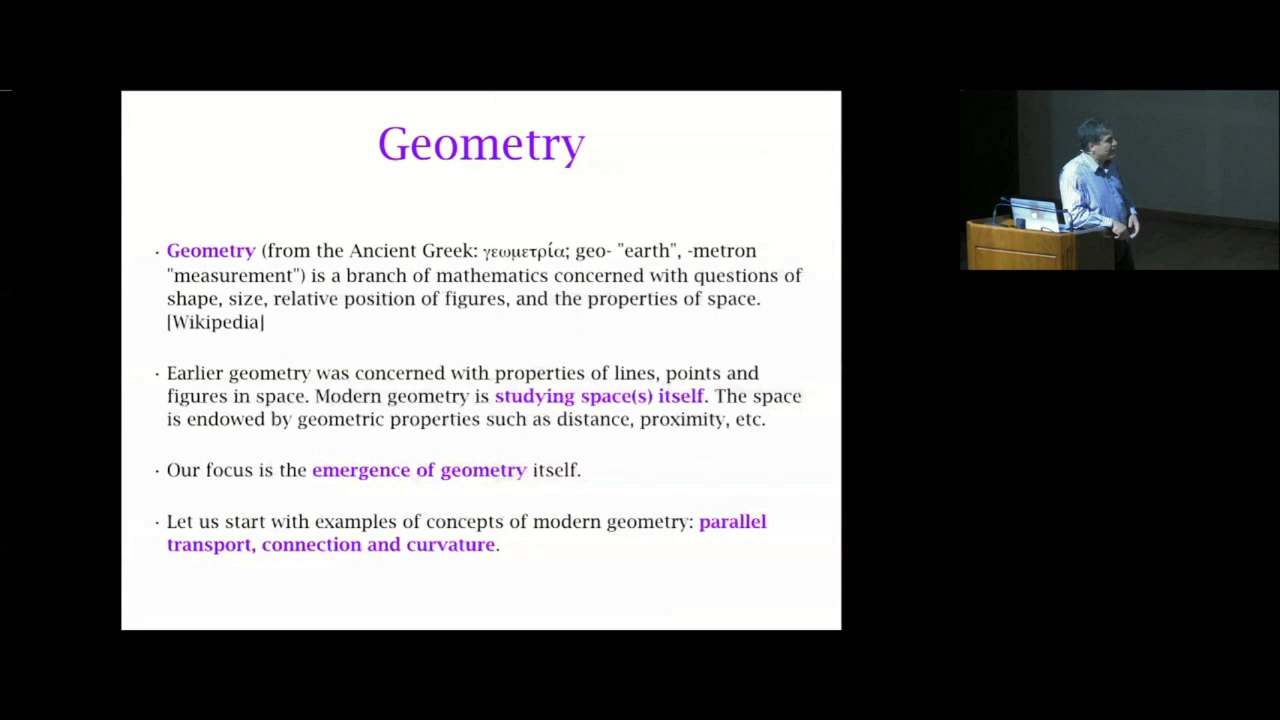 Geometry
· Geometry (from the Ancient Greek: γεωμετρία; geo- "earth", -metron
"measurement") is a branch of mathematics concerned with questions of
shape, size, relative position of figures, and the properties of space.
[Wikipedia]
· Earlier geometry was concerned with properties of lines, points and
figures in space. Modern geometry is studying space(s) itself. The space
is endowed by geometric properties such as distance, proximity, etc.
· Our focus is the emergence of geometry itself.
· Let us start with examples of concepts of modern geometry: parallel
transport, connection and curvature.